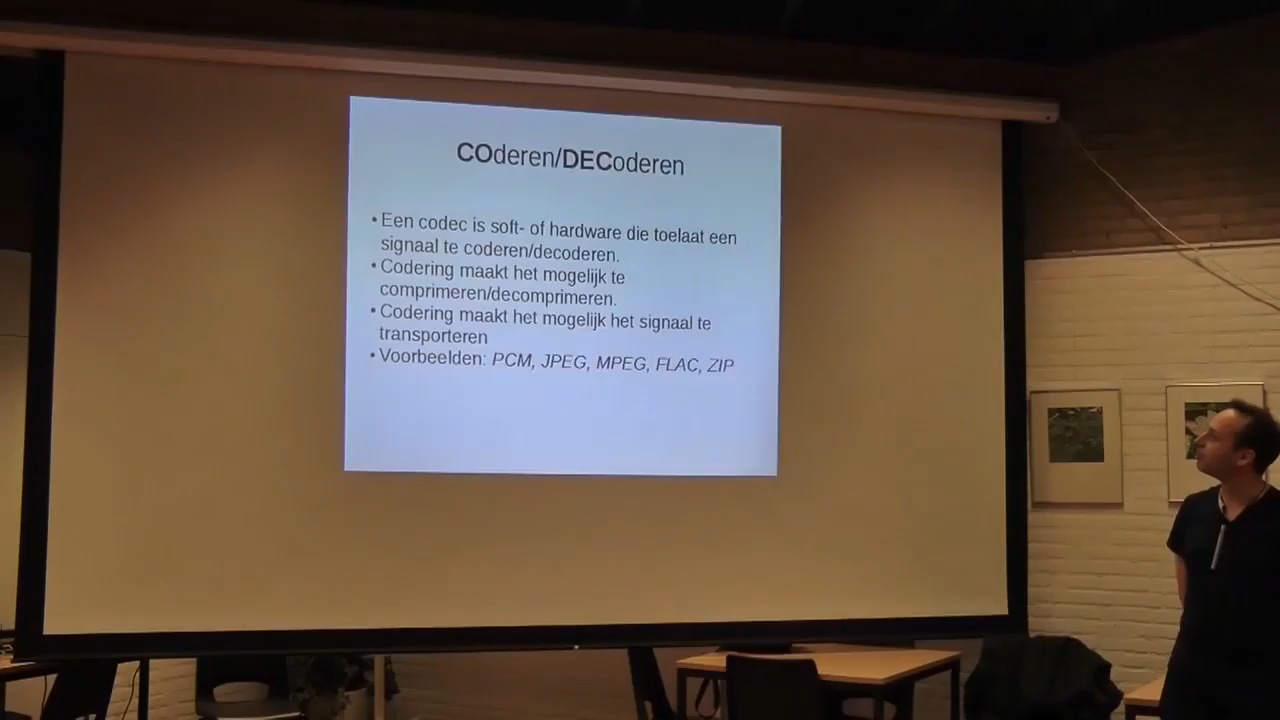 COderen/DECoderen
• Een codec is soft- of hardware die toelaat een
signaal te coderen/decoderen.
• Codering maakt het mogelijk te
comprimeren/decomprimeren.
• Codering maakt het mogelijk het signaal te
transporteren
• Voorbeelden: PCM, JPEG, MPEG, FLAC, ZIP